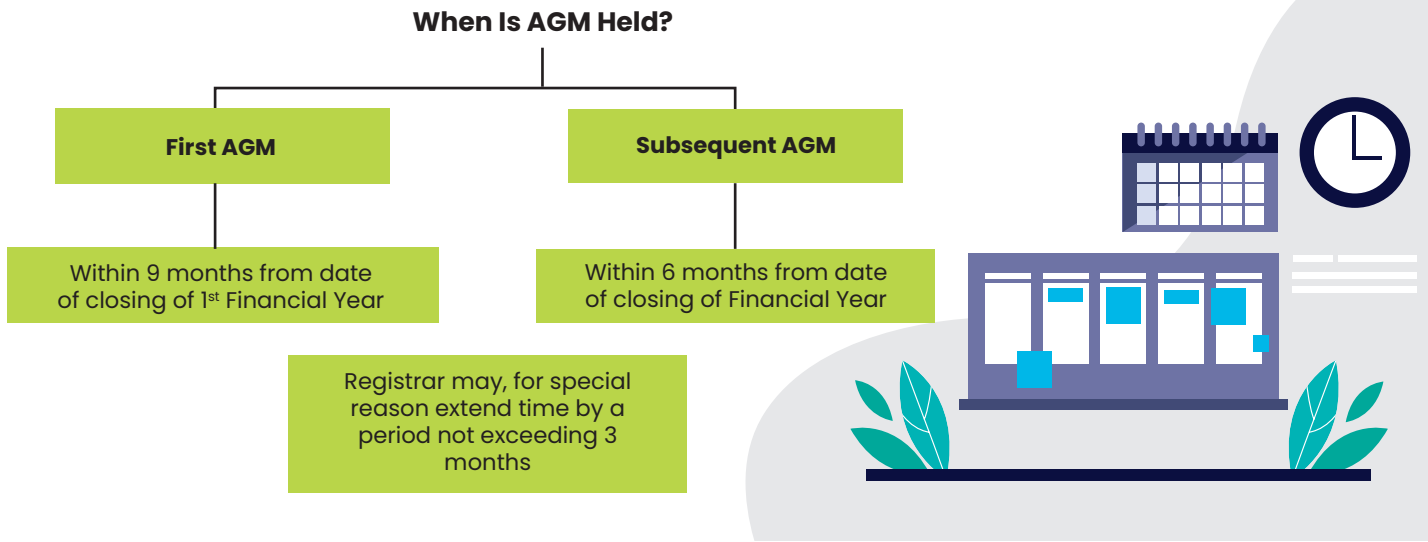 When Is AGM Held?
First AGM
Subsequent AGM
Within 9 months from date
of closing of 1st Financial Year
Within 6 months from date
of closing of Financial Year
Registrar may, for special
reason extend time by a
period not exceeding 3
months